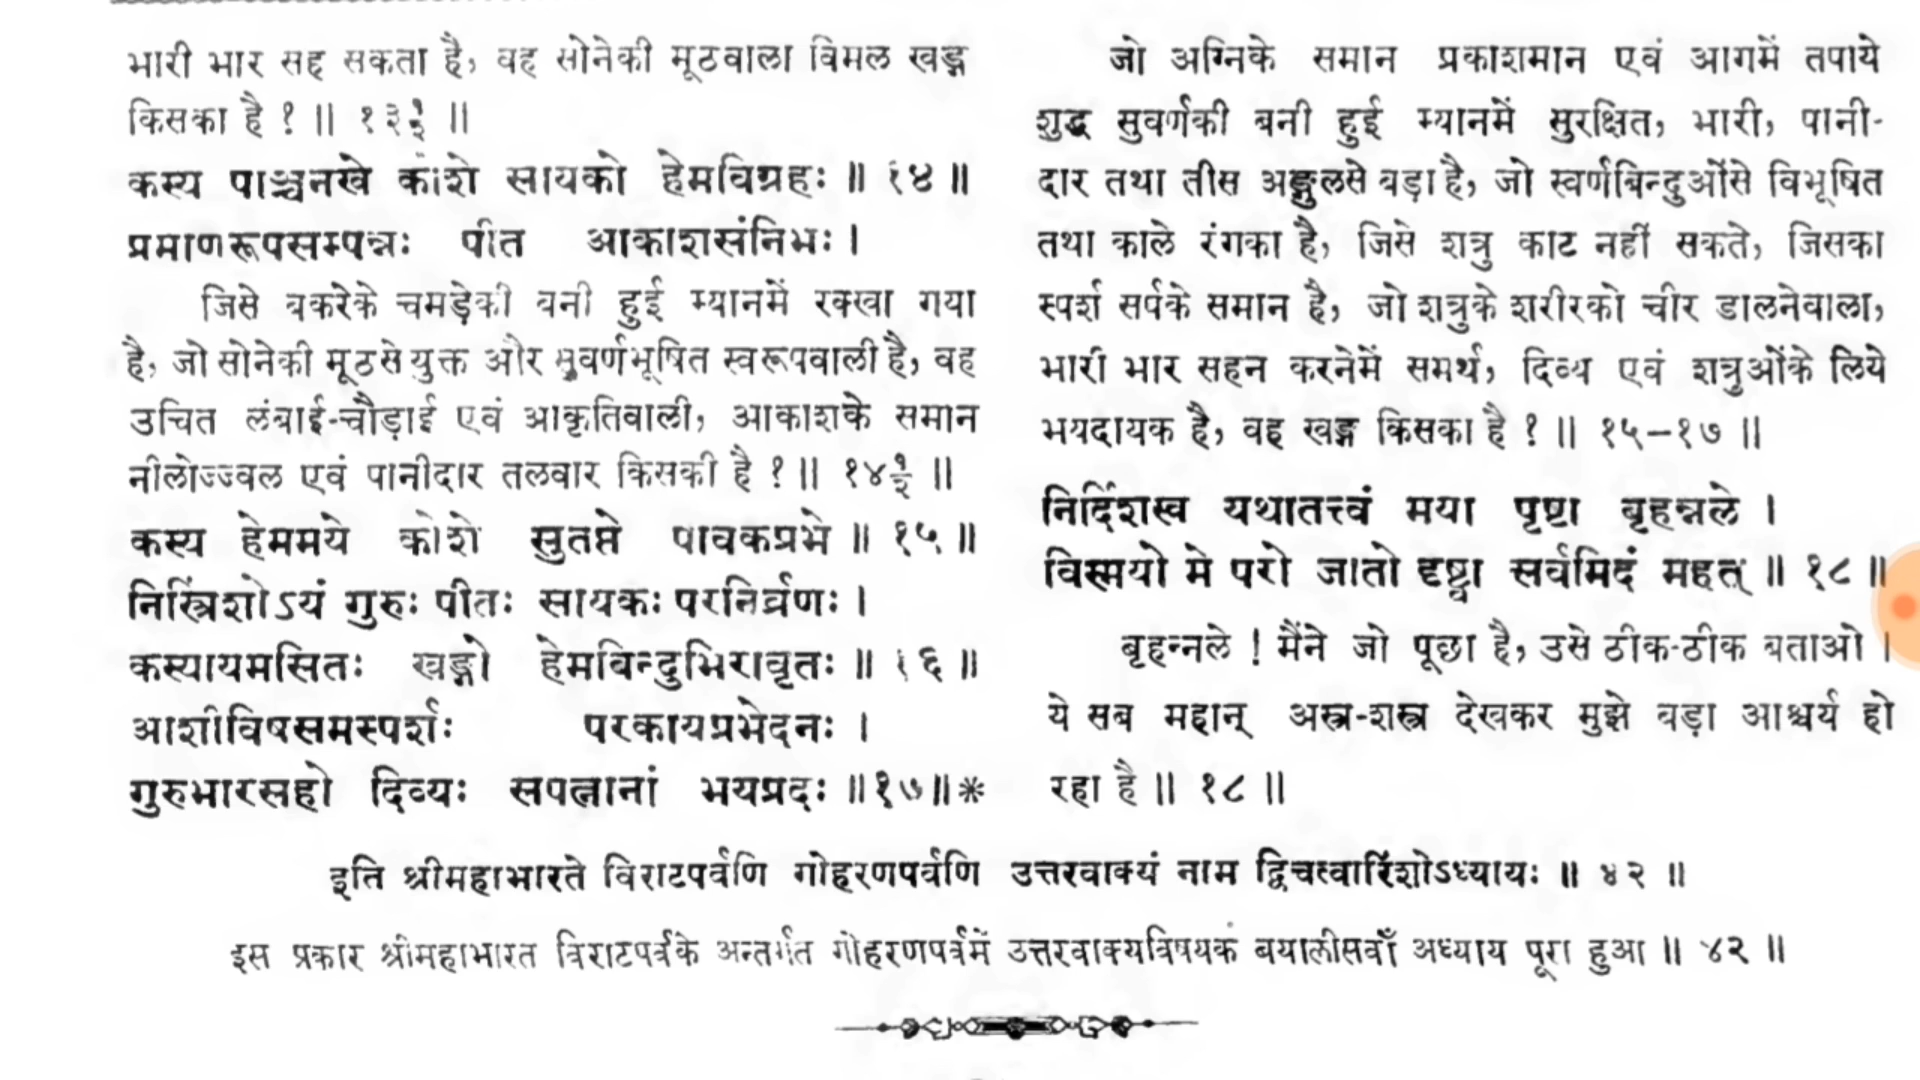 भारी भार सह सकता है, वह सोनेकी मूठवाला विमल खड्ग
किसका है ? ॥ १३½ ॥
कस्य पाञ्चनखे कोशे सायको हेमविग्रहः ॥ १४ ॥
प्रमाणरूपसम्पन्नः पीत आकाशसंनिभः ।
जिसे बकरेके चमड़ेकी बनी हुई म्यानमें रक्खा गया
है, जो सोनेकी मूठसे युक्त और सुवर्णभूषित स्वरूपवाली है, वह
उचित लंबाई-चौड़ाई एवं आकृतिवाली, आकाशके समान
नीलोज्ज्वल एवं पानीदार तलवार किसकी है ? ॥ १४½ ॥
कस्य हेममये कोशे सुतप्ते पावकप्रभे ॥ १५ ॥
निस्त्रिंशोऽयं गुरुः पीतः सायकः परनिर्व्रणः ।
कस्यायमसितः खड्गो हेमबिन्दुभिरावृतः ॥ १६ ॥
आशीविषसमस्पर्शः परकायप्रभेदनः ।
गुरुभारसहो दिव्यः सपत्नानां भयप्रदः ॥१७॥*
जो अग्निके समान प्रकाशमान एवं आगमें तपाये
शुद्ध सुवर्णकी बनी हुई म्यानमें सुरक्षित, भारी, पानी-
दार तथा तीस अङ्गुलसे बड़ा है, जो स्वर्णबिन्दुओंसे विभूषित
तथा काले रंगका है, जिसे शत्रु काट नहीं सकते, जिसका
स्पर्श सर्पके समान है, जो शत्रुके शरीरको चीर डालनेवाला,
भारी भार सहन करनेमें समर्थ, दिव्य एवं शत्रुओंके लिये
भयदायक है, वह खड्ग किसका है ? ॥ १५–१७ ॥
निर्दिशस्व यथातत्त्वं मया पृष्टा बृहन्नले ।
विस्मयो मे परो जातो दृष्ट्वा सर्वमिदं महत् ॥ १८ ॥
बृहन्नले ! मैंने जो पूछा है, उसे ठीक-ठीक बताओ ।
ये सब महान् अस्त्र-शस्त्र देखकर मुझे बड़ा आश्चर्य हो
रहा है ॥ १८ ॥
इति श्रीमहाभारते विराटपर्वणि गोहरणपर्वणि उत्तरवाक्यं नाम द्विचत्वारिंशोऽध्यायः ॥ ४२ ॥
इस प्रकार श्रीमहाभारत विराटपर्वके अन्तर्गत गोहरणपर्वमें उत्तरवाक्यविषयक बयालीसवाँ अध्याय पूरा हुआ ॥ ४२ ॥